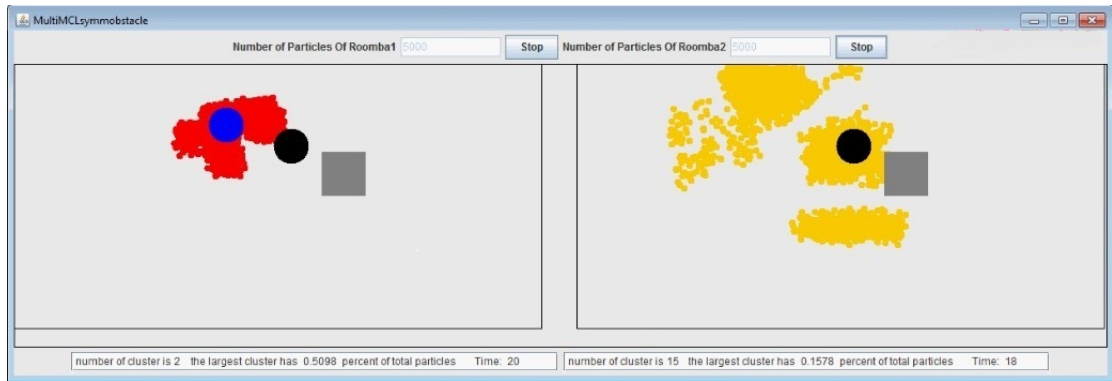 MultiMCLsymmobstacle
Number of Particles Of Roomba1 5000 Stop Number of Particles Of Roomba2 5000 Stop
number of cluster is 2 the largest cluster has 0.5098 percent of total particles Time: 20
number of cluster is 15 the largest cluster has 0.1578 percent of total particles Time: 18